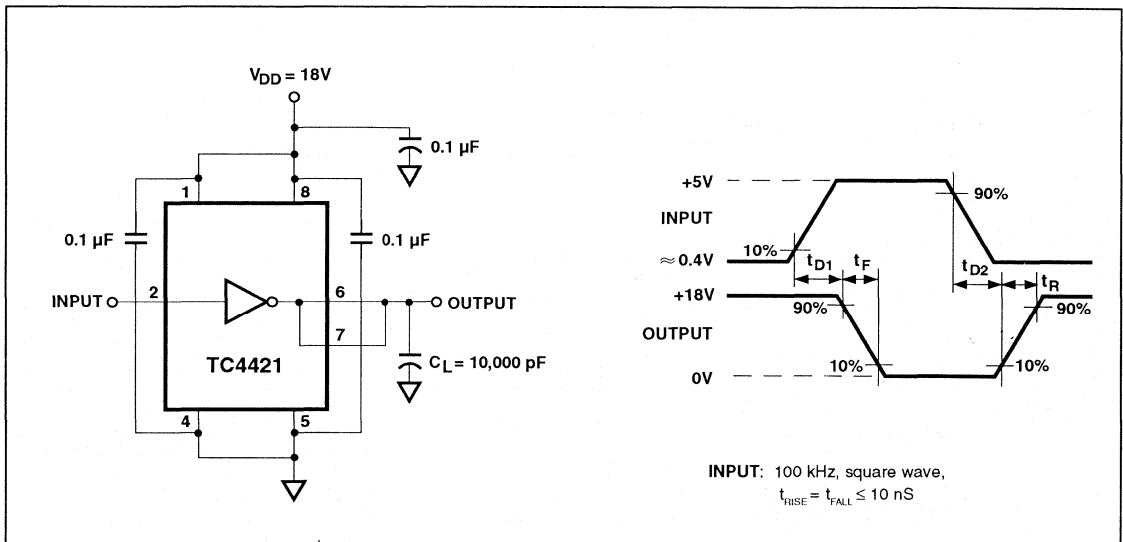 V_DD = 18V
0.1 µF
1
8
0.1 µF
0.1 µF
INPUT
2
6
OUTPUT
7
TC4421
C_L = 10,000 pF
4
5
+5V
INPUT
90%
10%
≈ 0.4V
t_D1
t_F
t_D2
t_R
+18V
90%
90%
OUTPUT
10%
10%
0V
INPUT: 100 kHz, square wave,
t_RISE = t_FALL ≤ 10 nS